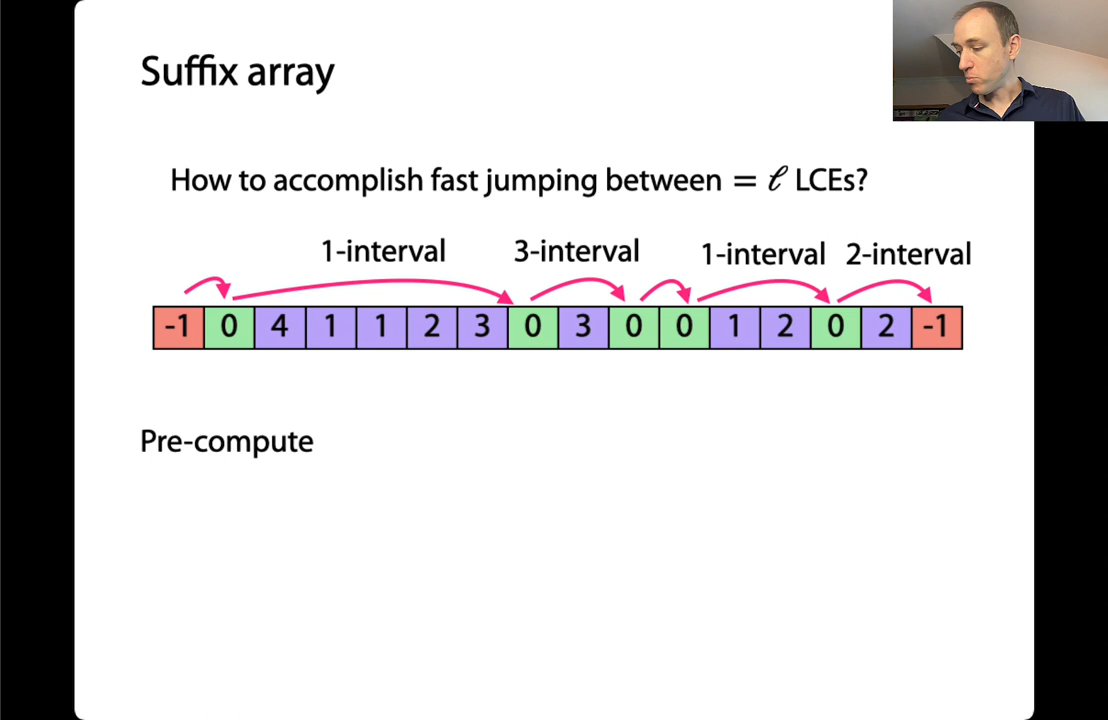 Suffix array
How to accomplish fast jumping between = ℓ LCEs?
1-interval 3-interval 1-interval 2-interval
-1 0 4 1 1 2 3 0 3 0 0 1 2 0 2 -1
Pre-compute